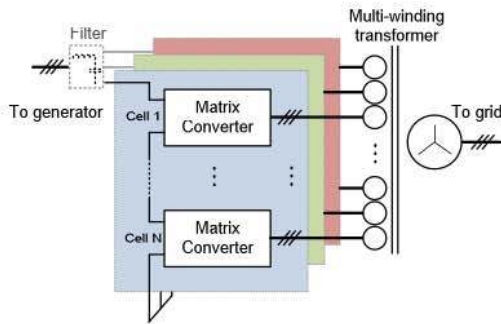 Multi-winding
transformer
Filter
To generator
Cell 1
Matrix
Converter
To grid
Cell N
Matrix
Converter